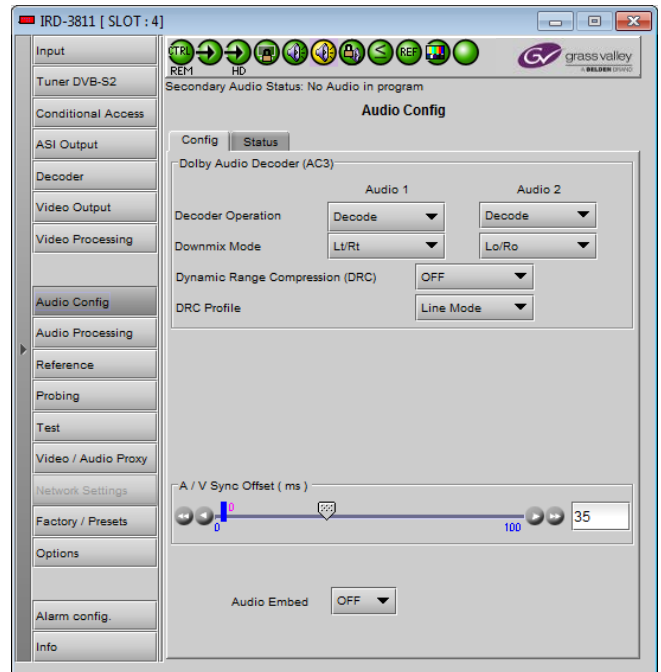 IRD-3811 [ SLOT : 4]
Input
Tuner DVB-S2
Conditional Access
ASI Output
Decoder
Video Output
Video Processing
Audio Config
Audio Processing
Reference
Probing
Test
Video / Audio Proxy
Network Settings
Factory / Presets
Options
Alarm config.
Info
CTRL
REF
REM
HD
grass valley
A BELDEN BRAND
Secondary Audio Status: No Audio in program
Audio Config
Config Status
Dolby Audio Decoder (AC3)
Audio 1 Audio 2
Decoder Operation Decode Decode
Downmix Mode Lt/Rt Lo/Ro
Dynamic Range Compression (DRC) OFF
DRC Profile Line Mode
A / V Sync Offset ( ms )
0
0 100 35
Audio Embed OFF